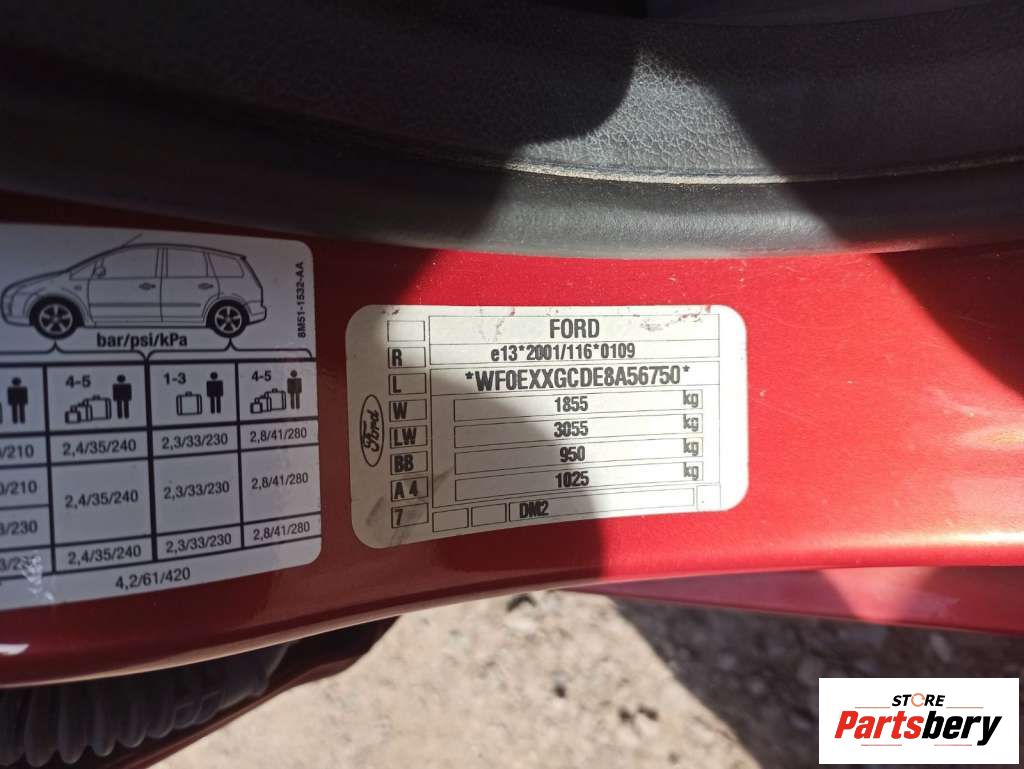 8M51-1532-AA
bar/psi/kPa
4-5 1-3 4-5
/210 2,4/35/240 2,3/33/230 2,8/41/280
/210 2,4/35/240 2,3/33/230 2,8/41/280
/230
2,4/35/240 2,3/33/230 2,8/41/280
4,2/61/420
FORD
R e13*2001/116*0109
L *WF0EXXGCDE8A56750*
W 1855 kg
LW 3055 kg
BB 950 kg
A 4 1025
7 DM2
Ford
STORE
Partsbery